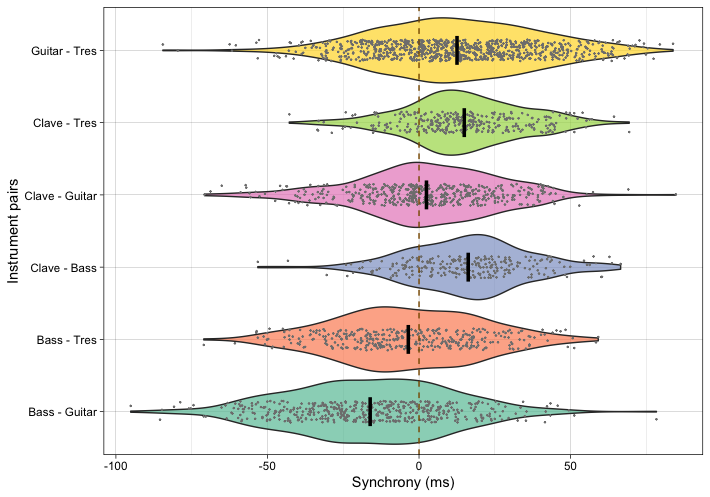 Instrument pairs
Guitar - Tres
Clave - Tres
Clave - Guitar
Clave - Bass
Bass - Tres
Bass - Guitar
-100 -50 0 50
Synchrony (ms)